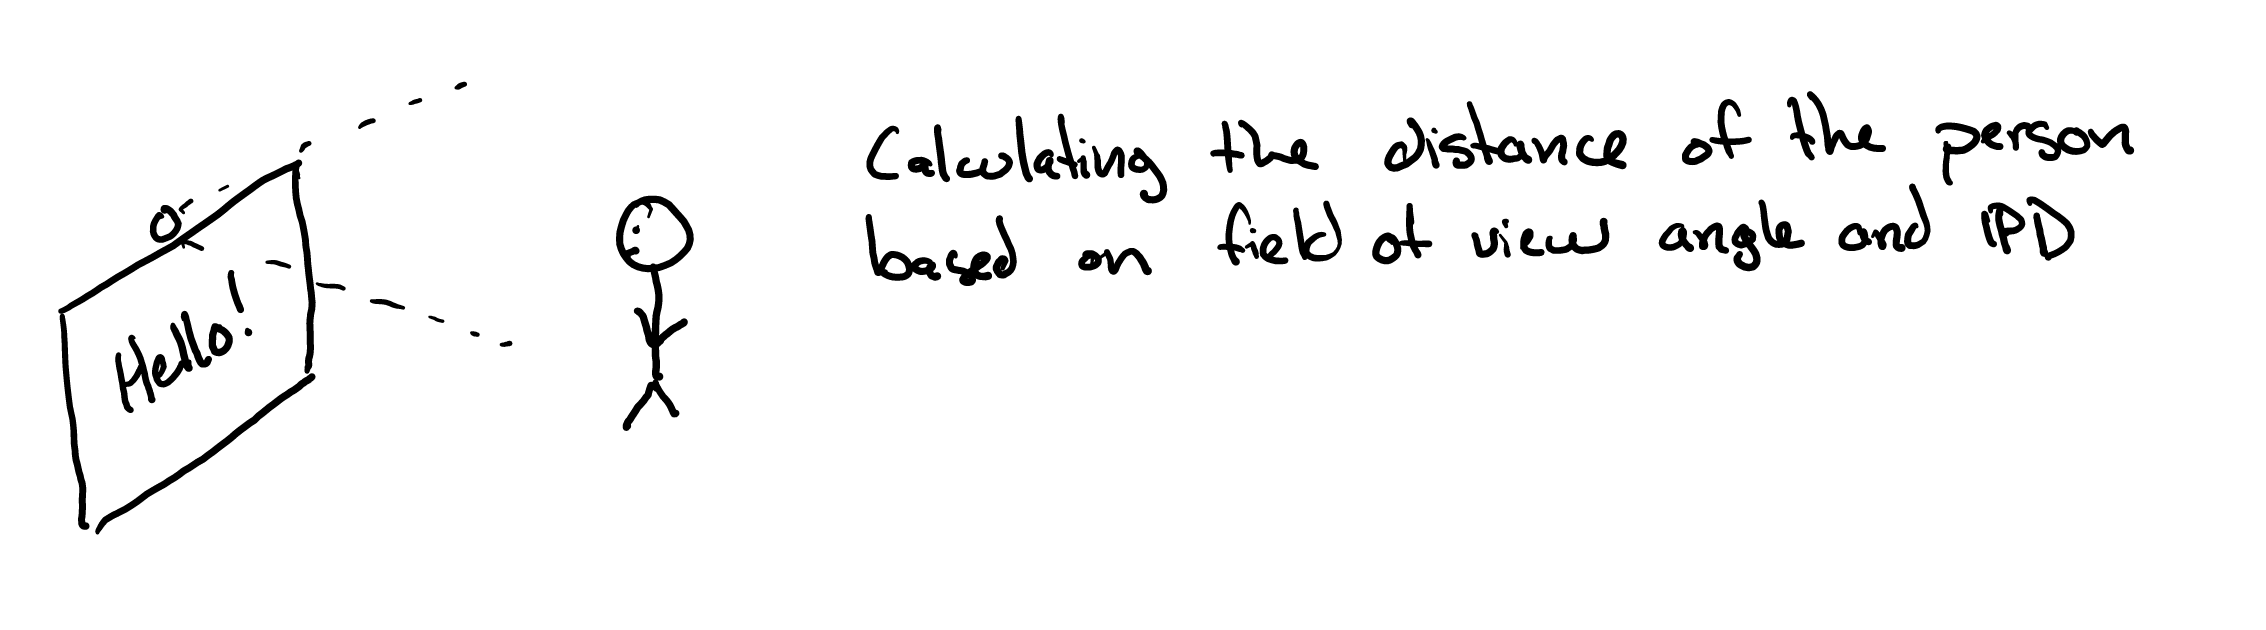 Hello!
Calculating the distance of the person
based on field of view angle and IPD